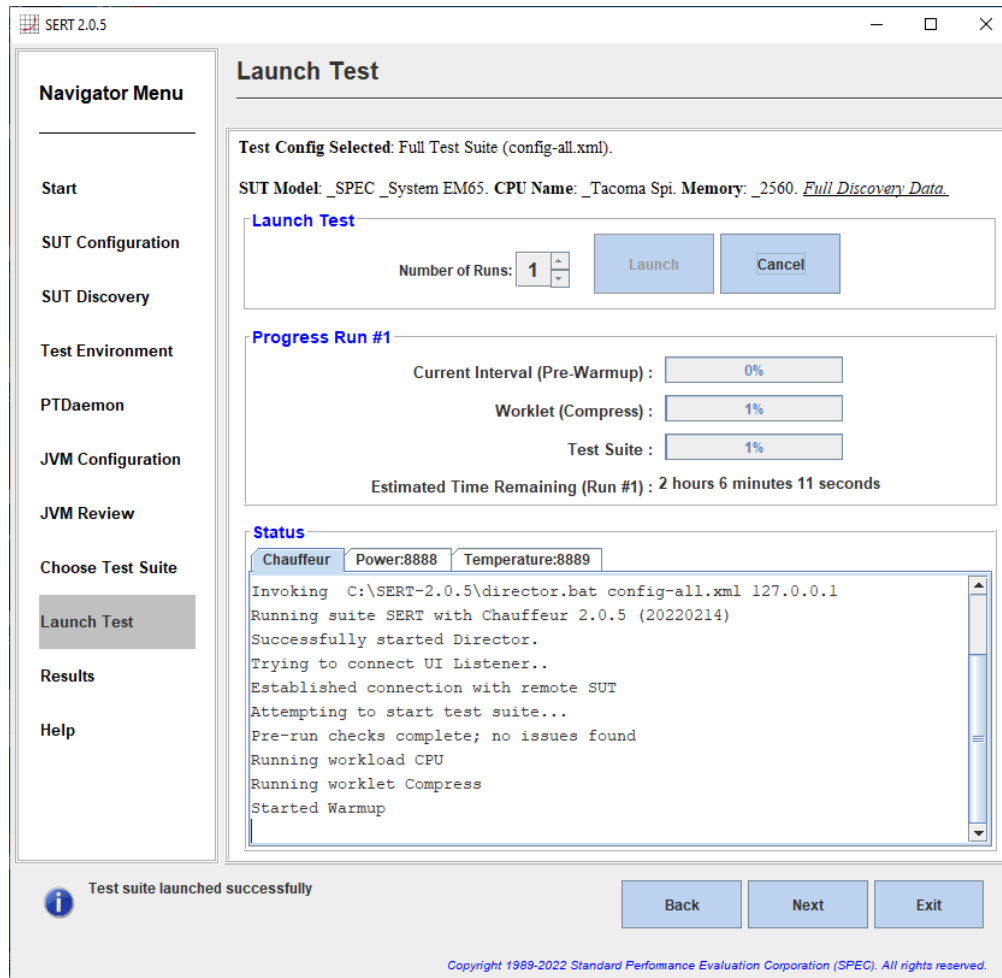 SERT 2.0.5
Navigator Menu
Start
SUT Configuration
SUT Discovery
Test Environment
PTDaemon
JVM Configuration
JVM Review
Choose Test Suite
Launch Test
Results
Help
Launch Test
Test Config Selected: Full Test Suite (config-all.xml).
SUT Model: _SPEC _System EM65. CPU Name: _Tacoma Spi. Memory: _2560. Full Discovery Data.
Launch Test
Number of Runs: 1 Launch Cancel
Progress Run #1
Current Interval (Pre-Warmup) : 0%
Worklet (Compress) : 1%
Test Suite : 1%
Estimated Time Remaining (Run #1) : 2 hours 6 minutes 11 seconds
Status
Chauffeur Power:8888 Temperature:8889
Invoking  C:\SERT-2.0.5\director.bat config-all.xml 127.0.0.1
Running suite SERT with Chauffeur 2.0.5 (20220214)
Successfully started Director.
Trying to connect UI Listener..
Established connection with remote SUT
Attempting to start test suite...
Pre-run checks complete; no issues found
Running workload CPU
Running worklet Compress
Started Warmup
Test suite launched successfully
Back Next Exit
Copyright 1989-2022 Standard Performance Evaluation Corporation (SPEC). All rights reserved.